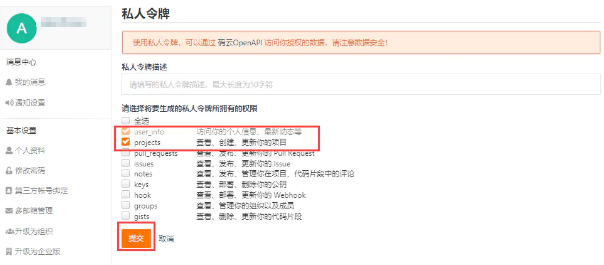 A
消息中心
我的消息
通知设置
基本设置
个人资料
修改密码
第三方帐号绑定
多邮箱管理
升级为组织
升级为企业版
私人令牌
使用私人令牌，可以通过 码云OpenAPI 访问你授权的数据，请注意数据安全！
私人令牌描述
请填写的私人令牌描述，最大长度为50字符
请选择将要生成的私人令牌所拥有的权限
全选
user_info 访问你的个人信息、最新动态等
projects 查看、创建、更新你的项目
pull_requests 查看、发布、更新你的 Pull Request
issues 查看、发布、更新你的 Issue
notes 查看、发布、管理你在项目、代码片段中的评论
keys 查看、部署、删除你的公钥
hook 查看、部署、更新你的 Webhook
groups 查看、管理你的组织以及成员
gists 查看、删除、更新你的代码片段
提交 取消